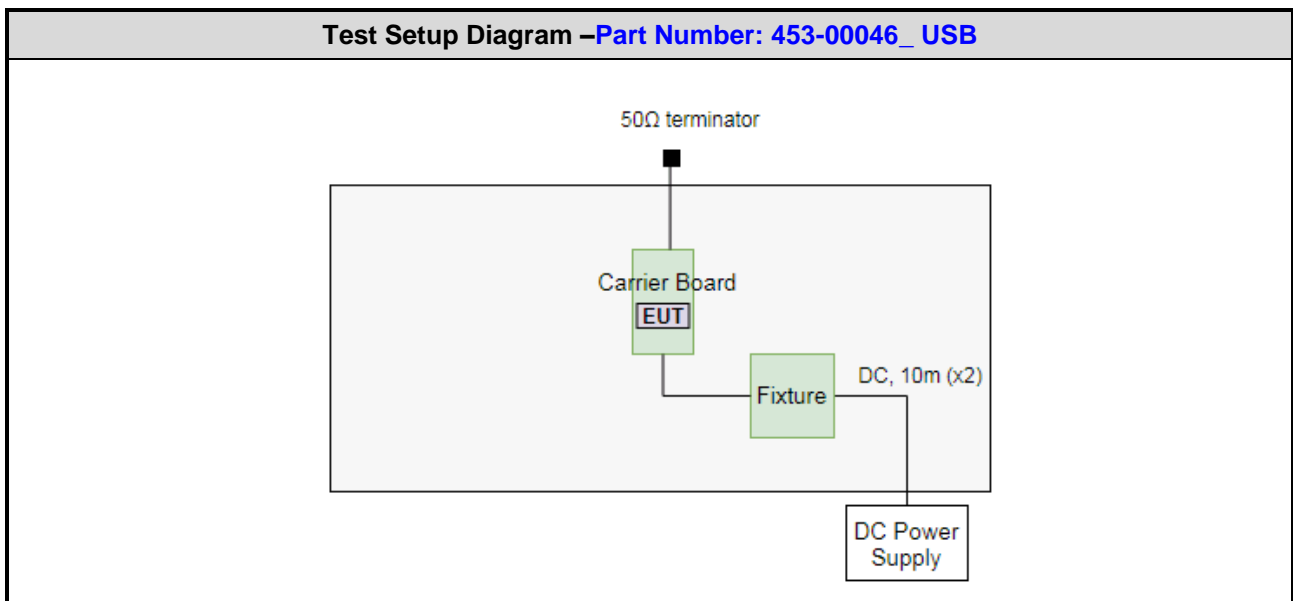 Test Setup Diagram –Part Number: 453-00046_ USB
50Ω terminator
Carrier Board
EUT
Fixture
DC, 10m (x2)
DC Power
Supply